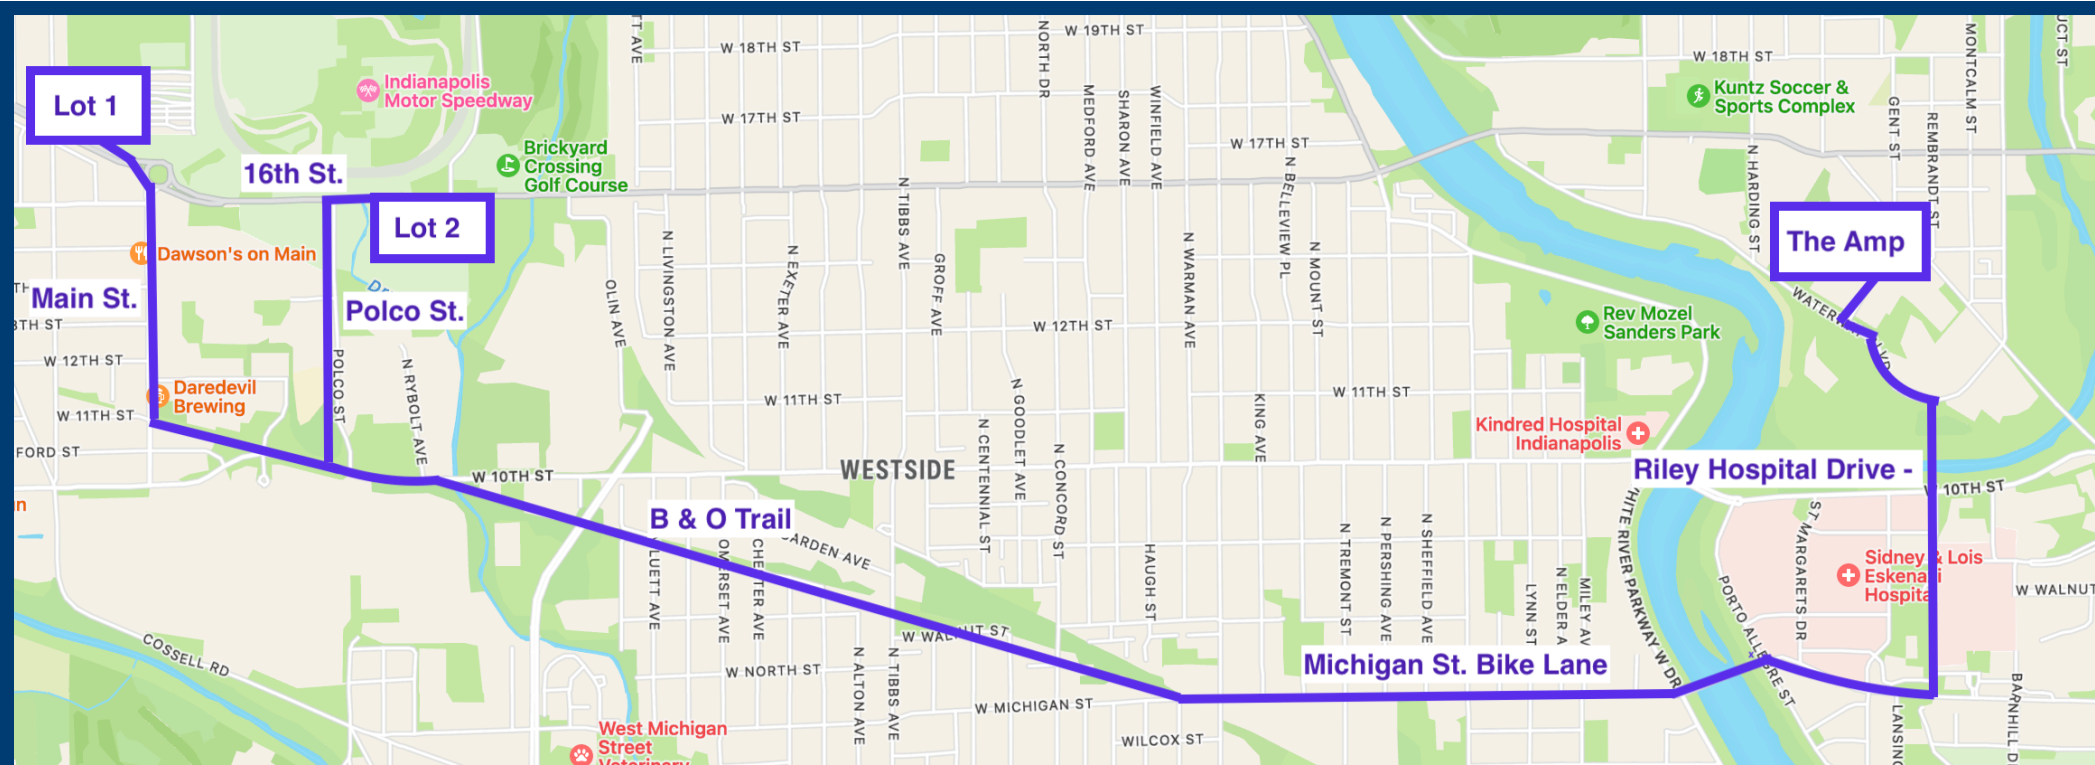 Lot 1
16th St.
Lot 2
Main St.
Polco St.
The Amp
Riley Hospital Drive -
B & O Trail
Michigan St. Bike Lane
Indianapolis
Motor Speedway
Brickyard
Crossing
Golf Course
Dawson's on Main
Daredevil
Brewing
Kuntz Soccer &
Sports Complex
Rev Mozel
Sanders Park
Kindred Hospital
Indianapolis
Sidney & Lois
West Michigan
Street
WESTSIDE
W 18TH ST
W 19TH ST
W 18TH ST
W 17TH ST
W 17TH ST
NORTH DR
MEDFORD AVE
SHARON AVE
WINFIELD AVE
N BELLEVIEW PL
N TIBBS AVE
GROFF AVE
N LIVINGSTON AVE
N EXETER AVE
OLIN AVE
N WARMAN AVE
N MOUNT ST
W 12TH ST
W 12TH ST
W 11TH ST
W 11TH ST
W 11TH ST
POLCO ST
N RYBOLT AVE
N GOODLET AVE
N CENTENNIAL ST
N CONCORD ST
KING AVE
W 10TH ST
W 10TH ST
N HARDING ST
GENT ST
REMBRANDT ST
MONTCALM ST
HAUGH ST
N TREMONT ST
N PERSHING AVE
N SHEFFIELD AVE
LYNN ST
ST MARGARETS DR
PORTO ALEGRE ST
W NORTH ST
N ALTON AVE
N TIBBS AVE
W MICHIGAN ST
WILCOX ST
COSSELL RD
W WALNUT ST
W WALNUT